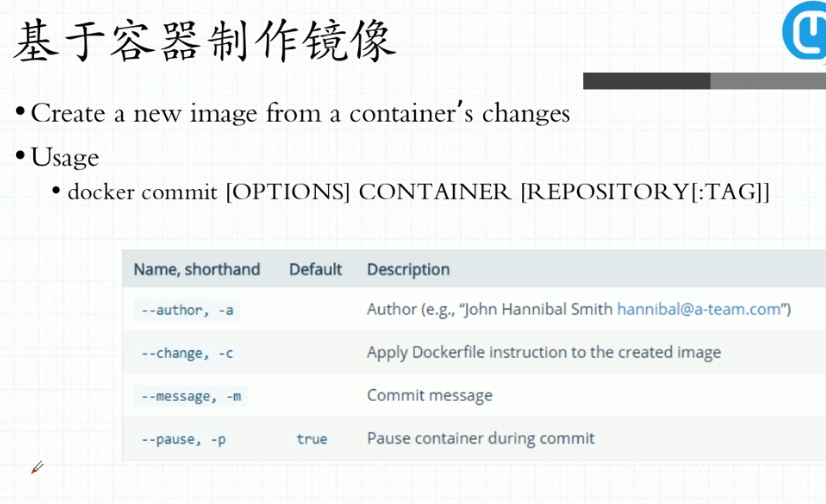 基于容器制作镜像
• Create a new image from a container's changes
• Usage
• docker commit [OPTIONS] CONTAINER [REPOSITORY[:TAG]]
Name, shorthand Default Description
--author, -a Author (e.g., “John Hannibal Smith hannibal@a-team.com”)
--change, -c Apply Dockerfile instruction to the created image
--message, -m Commit message
--pause, -p true Pause container during commit